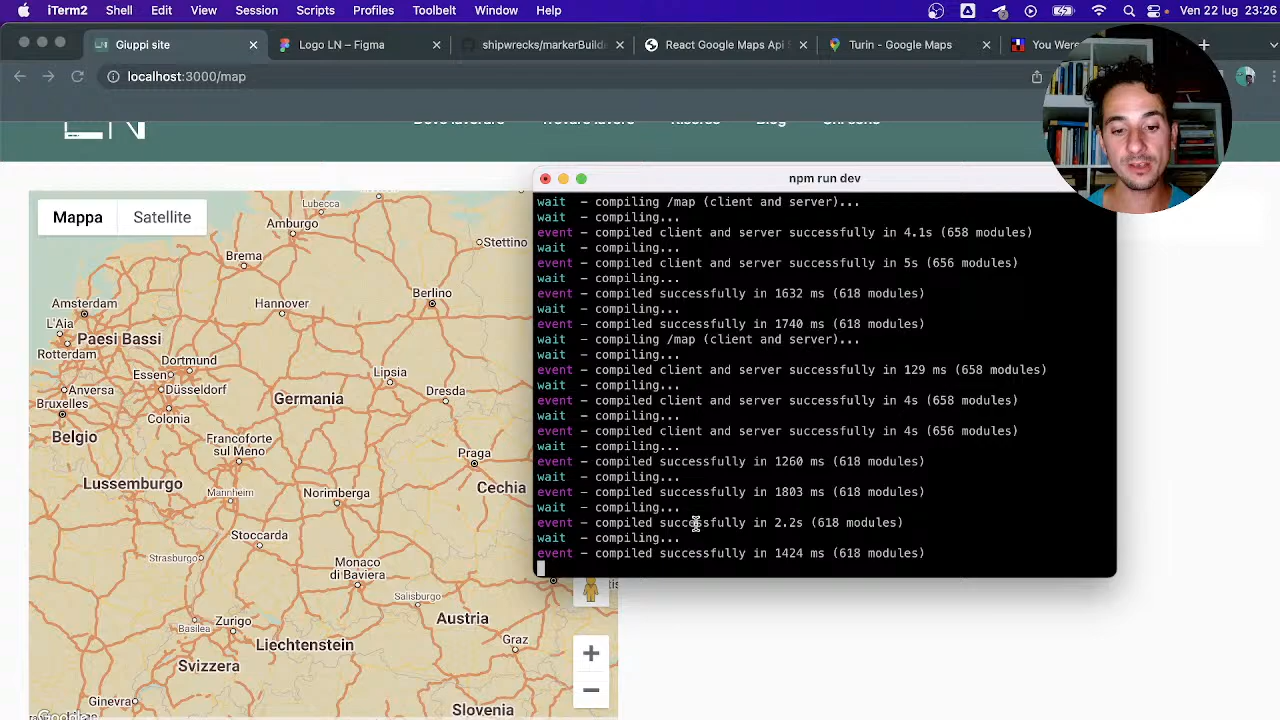 iTerm2 Shell Edit View Session Scripts Profiles Toolbelt Window Help Ven 22 lug 23:26
Giuppi site
Logo LN – Figma
shipwrecks/markerBuild
React Google Maps Api S
Turin - Google Maps
You Were
localhost:3000/map
LN
Mappa Satellite
npm run dev
wait – compiling /map (client and server)...
wait – compiling...
event – compiled client and server successfully in 4.1s (658 modules)
wait – compiling...
event – compiled client and server successfully in 5s (656 modules)
wait – compiling...
event – compiled successfully in 1632 ms (618 modules)
wait – compiling...
event – compiled successfully in 1740 ms (618 modules)
wait – compiling /map (client and server)...
wait – compiling...
event – compiled client and server successfully in 129 ms (658 modules)
wait – compiling...
event – compiled client and server successfully in 4s (658 modules)
wait – compiling...
event – compiled client and server successfully in 4s (656 modules)
wait – compiling...
event – compiled successfully in 1260 ms (618 modules)
wait – compiling...
event – compiled successfully in 1803 ms (618 modules)
wait – compiling...
event – compiled successfully in 2.2s (618 modules)
wait – compiling...
event – compiled successfully in 1424 ms (618 modules)
Lubecca
Amburgo
Stettino
Brema
Berlino
Amsterdam
Hannover
L'Aia
Paesi Bassi
Rotterdam
Dortmund
Essen
Lipsia
Anversa
Düsseldorf
Dresda
Bruxelles
Germania
Colonia
Belgio
Francoforte
sul Meno
Praga
Lussemburgo
Mannheim
Norimberga
Cechia
Stoccarda
Strasburgo
Monaco
di Baviera
Salisburgo
Austria
Zurigo
Basilea
Liechtenstein
Graz
Svizzera
Ginevra
Slovenia